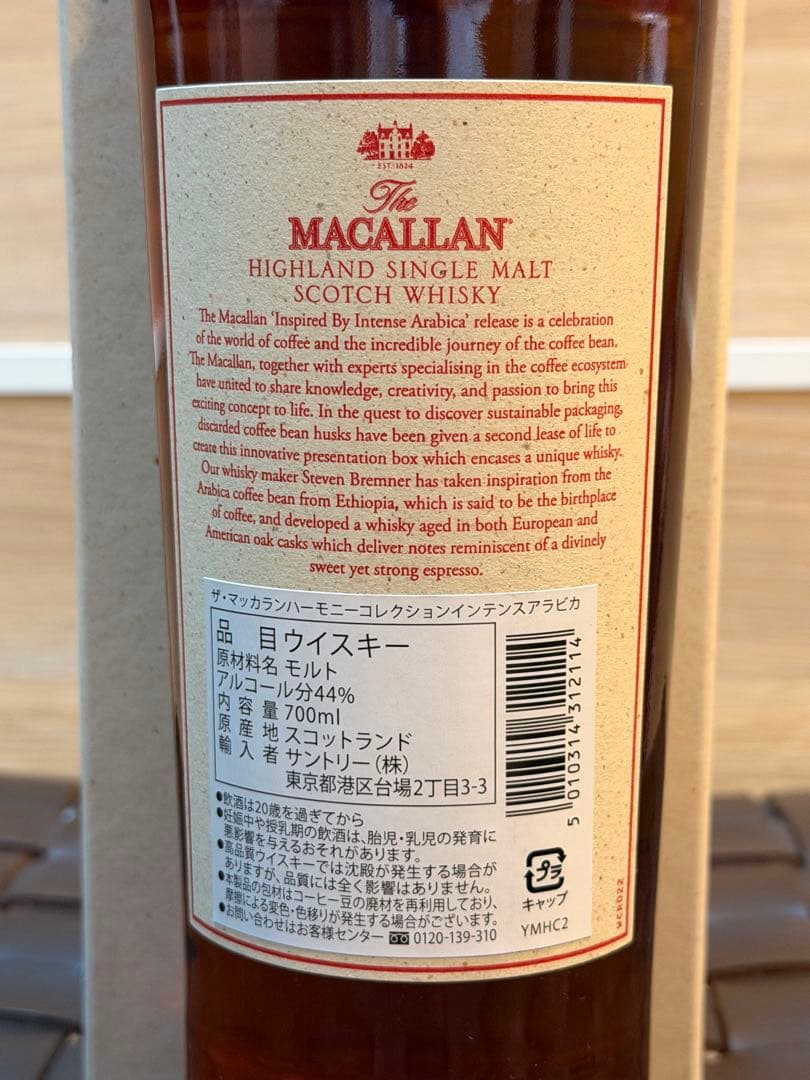 EST. 1824
The
MACALLAN
HIGHLAND SINGLE MALT
SCOTCH WHISKY
The Macallan ‘Inspired By Intense Arabica’ release is a celebration
of the world of coffee and the incredible journey of the coffee bean.
The Macallan, together with experts specialising in the coffee ecosystem
have united to share knowledge, creativity, and passion to bring this
exciting concept to life. In the quest to discover sustainable packaging,
discarded coffee bean husks have been given a second lease of life to
create this innovative presentation box which encases a unique whisky.
Our whisky maker Steven Bremner has taken inspiration from the
Arabica coffee bean from Ethiopia, which is said to be the birthplace
of coffee, and developed a whisky aged in both European and
American oak casks which deliver notes reminiscent of a divinely
sweet yet strong espresso.
ザ・マッカランハーモニーコレクションインテンスアラビカ
品目 ウイスキー
原材料名 モルト
アルコール分44%
内容量 700ml
原産地 スコットランド
輸入者 サントリー(株)
東京都港区台場2丁目3-3
5 010314 312114
●飲酒は20歳を過ぎてから
●妊娠中や授乳期の飲酒は、胎児・乳児の発育に
悪影響を与えるおそれがあります。
●高品質ウイスキーでは沈殿が発生する場合が
ありますが、品質には全く影響はありません。
●本製品の包材はコーヒー豆の廃材を再利用しており、
摩擦による変色・色移りが発生する場合がございます。
●お問い合わせはお客様センター 0120-139-310
プラ
キャップ
YMHC2